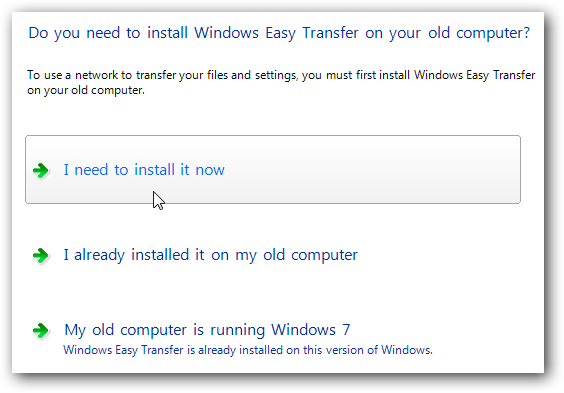 Do you need to install Windows Easy Transfer on your old computer?
To use a network to transfer your files and settings, you must first install Windows Easy Transfer
on your old computer.
I need to install it now
I already installed it on my old computer
My old computer is running Windows 7
Windows Easy Transfer is already installed on this version of Windows.